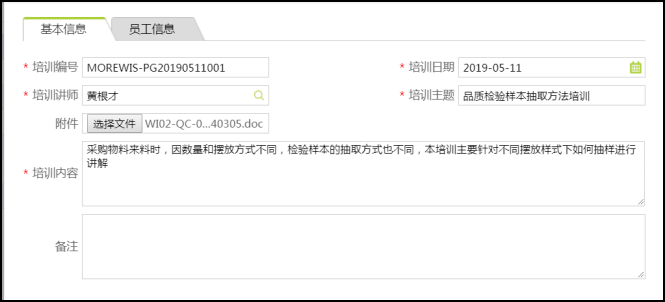 基本信息 员工信息
* 培训编号 MOREWIS-PG20190511001 * 培训日期 2019-05-11
* 培训讲师 黄根才 * 培训主题 品质检验样本抽取方法培训
附件 选择文件 WI02-QC-0...40305.doc
* 培训内容 采购物料来料时，因数量和摆放方式不同，检验样本的抽取方式也不同，本培训主要针对不同摆放样式下如何抽样进行
讲解
备注